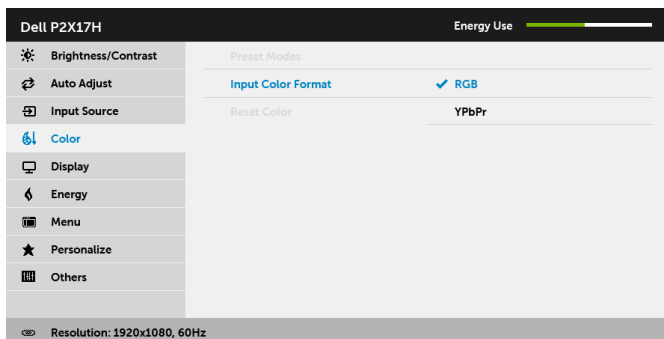 Dell P2X17H Energy Use
Brightness/Contrast Preset Modes
Auto Adjust Input Color Format RGB
Input Source Reset Color YPbPr
Color
Display
Energy
Menu
Personalize
Others
Resolution: 1920x1080, 60Hz